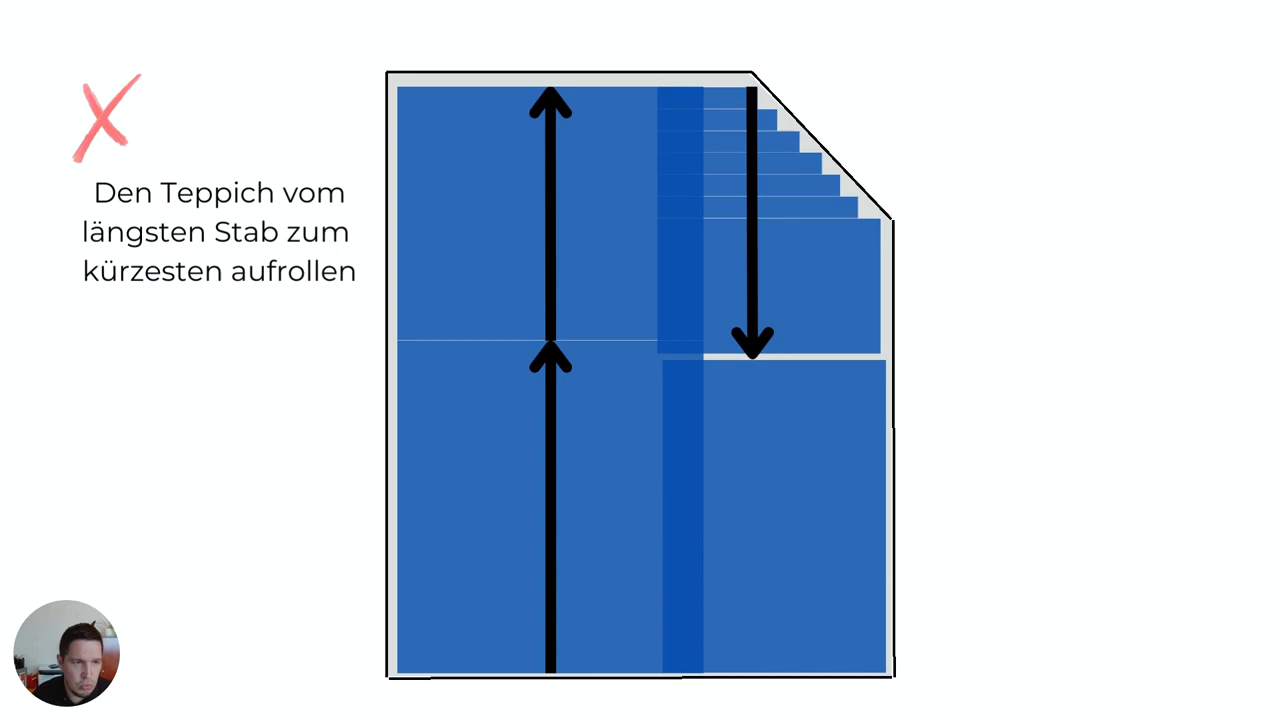 Den Teppich vom
längsten Stab zum
kürzesten aufrollen